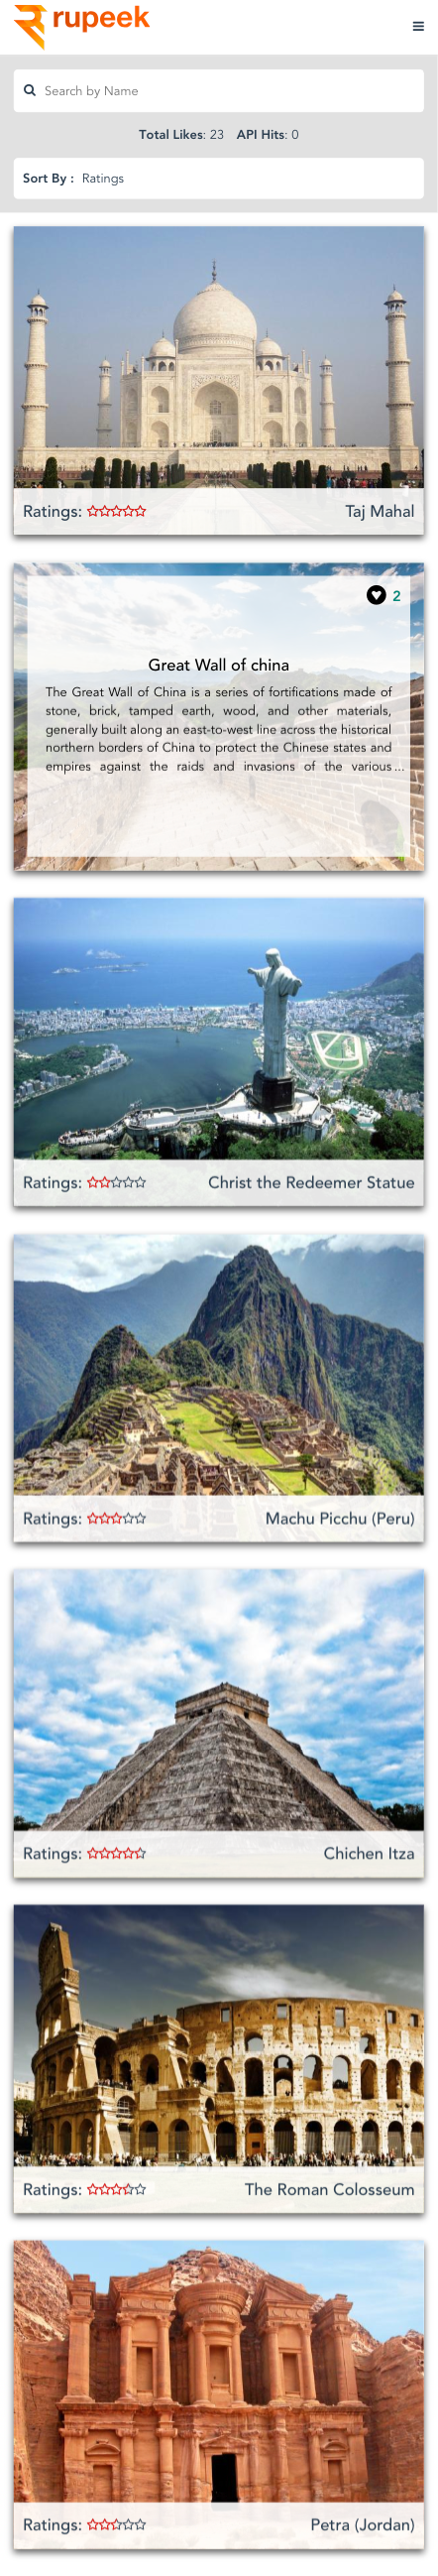 rupeek
Search by Name
Total Likes: 23 API Hits: 0
Sort By : Ratings
Ratings: Taj Mahal
2
Great Wall of china
The Great Wall of China is a series of fortifications made of
stone, brick, tamped earth, wood, and other materials,
generally built along an east-to-west line across the historical
northern borders of China to protect the Chinese states and
empires against the raids and invasions of the various...
Ratings: Christ the Redeemer Statue
Ratings: Machu Picchu (Peru)
Ratings: Chichen Itza
Ratings: The Roman Colosseum
Ratings: Petra (Jordan)